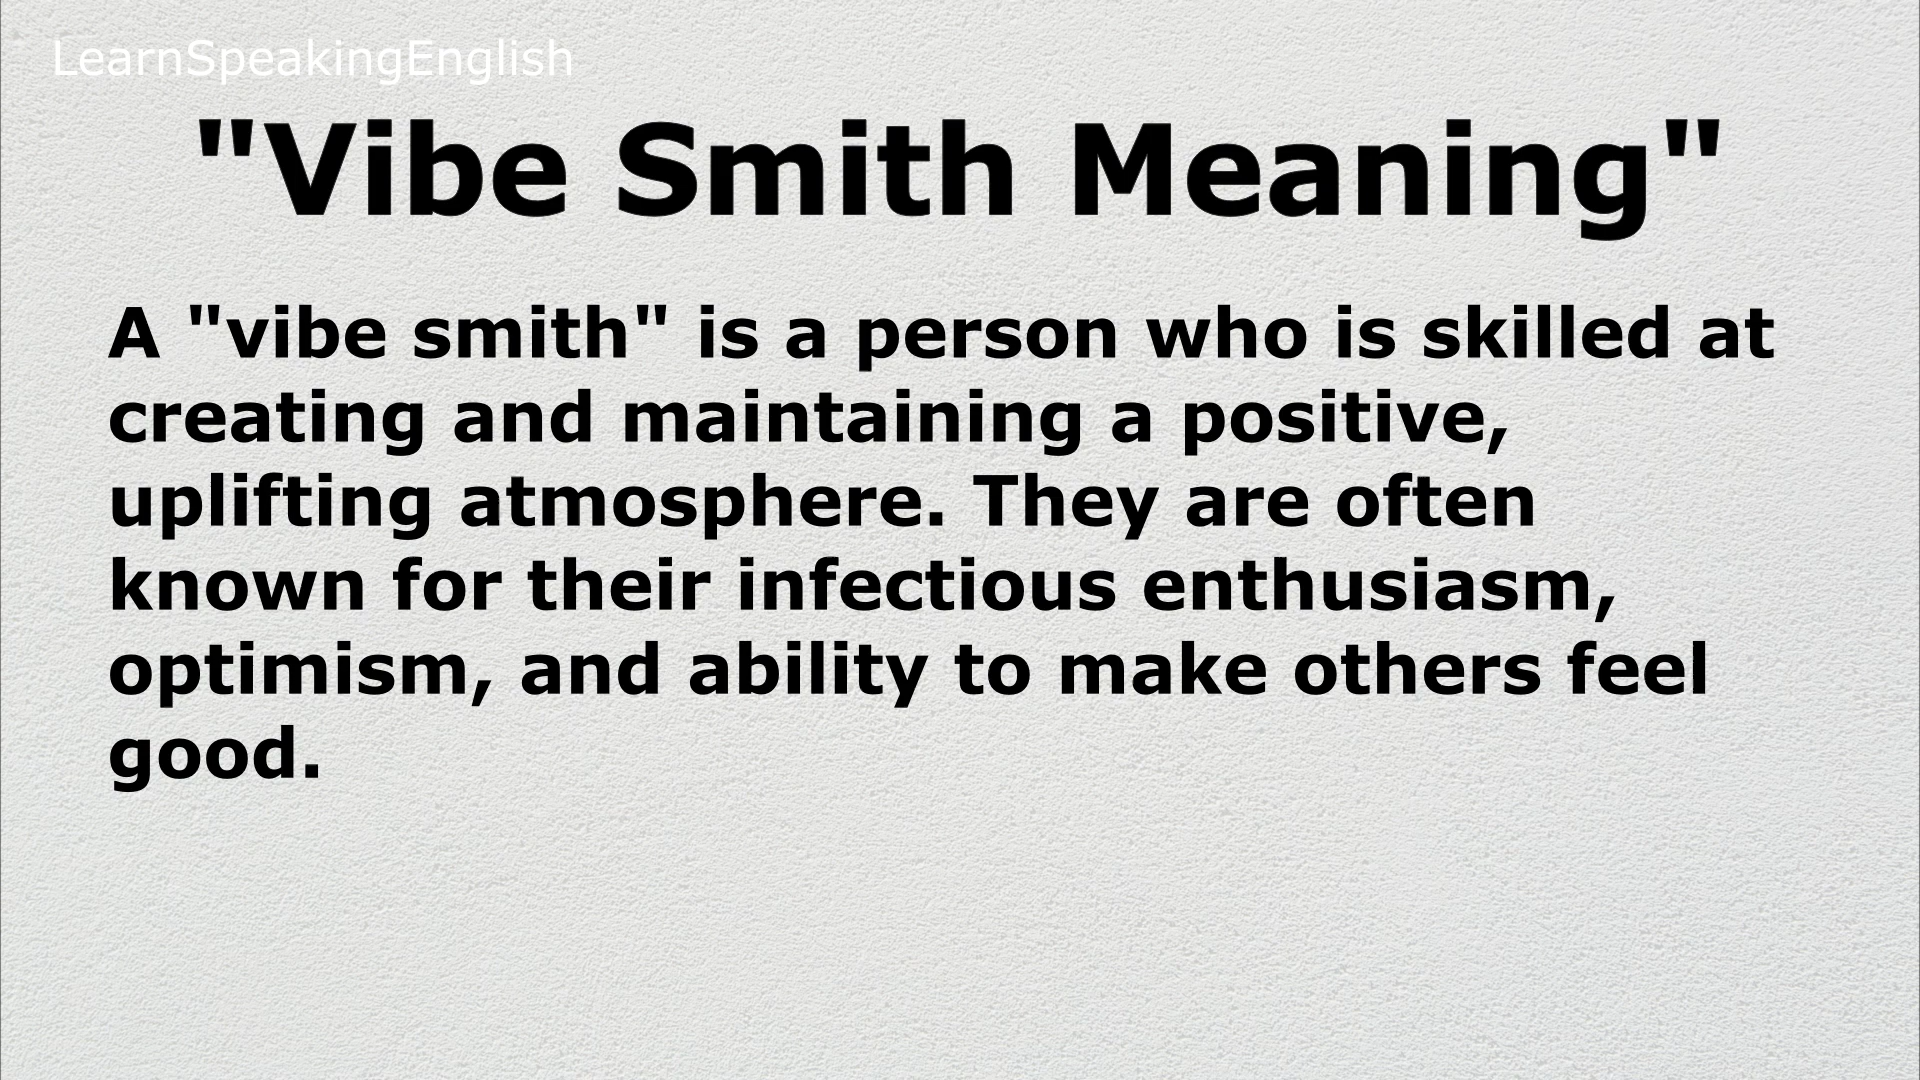 LearnSpeakingEnglish
"Vibe Smith Meaning"
A "vibe smith" is a person who is skilled at
creating and maintaining a positive,
uplifting atmosphere. They are often
known for their infectious enthusiasm,
optimism, and ability to make others feel
good.